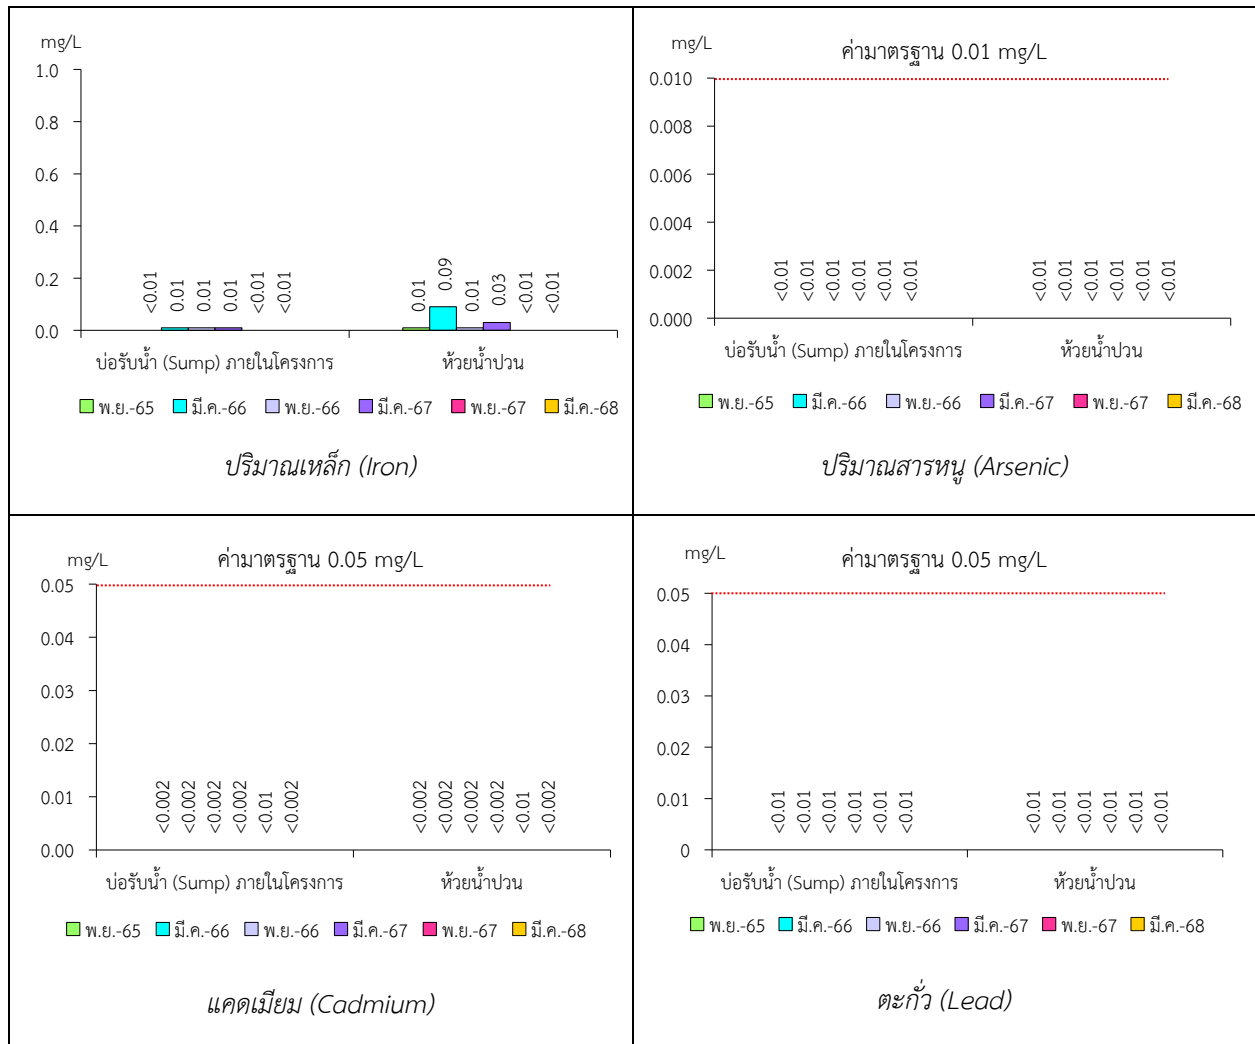 mg/L
1.0
0.8
0.6
0.4
0.2
0.0
<0.01 0.01 0.01 0.01 <0.01 <0.01
0.01 0.09 0.01 0.03 <0.01 <0.01
บ่อรับน้ำ (Sump) ภายในโครงการ ห้วยน้ำปวน
พ.ย.-65 มี.ค.-66 พ.ย.-66 มี.ค.-67 พ.ย.-67 มี.ค.-68
ปริมาณเหล็ก (Iron)
mg/L
ค่ามาตรฐาน 0.01 mg/L
0.010
0.008
0.006
0.004
0.002
0.000
<0.01 <0.01 <0.01 <0.01 <0.01 <0.01
<0.01 <0.01 <0.01 <0.01 <0.01 <0.01
บ่อรับน้ำ (Sump) ภายในโครงการ ห้วยน้ำปวน
พ.ย.-65 มี.ค.-66 พ.ย.-66 มี.ค.-67 พ.ย.-67 มี.ค.-68
ปริมาณสารหนู (Arsenic)
mg/L
ค่ามาตรฐาน 0.05 mg/L
0.05
0.04
0.03
0.02
0.01
0.00
<0.002 <0.002 <0.002 <0.002 <0.01 <0.002
<0.002 <0.002 <0.002 <0.002 <0.01 <0.002
บ่อรับน้ำ (Sump) ภายในโครงการ ห้วยน้ำปวน
พ.ย.-65 มี.ค.-66 พ.ย.-66 มี.ค.-67 พ.ย.-67 มี.ค.-68
แคดเมียม (Cadmium)
mg/L
ค่ามาตรฐาน 0.05 mg/L
0.05
0.04
0.03
0.02
0.01
0
<0.01 <0.01 <0.01 <0.01 <0.01 <0.01
<0.01 <0.01 <0.01 <0.01 <0.01 <0.01
บ่อรับน้ำ (Sump) ภายในโครงการ ห้วยน้ำปวน
พ.ย.-65 มี.ค.-66 พ.ย.-66 มี.ค.-67 พ.ย.-67 มี.ค.-68
ตะกั่ว (Lead)